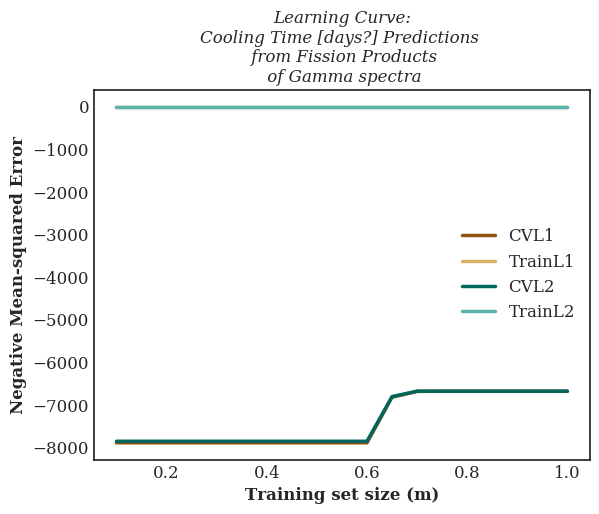 Learning Curve:
Cooling Time [days?] Predictions
from Fission Products
of Gamma spectra
Negative Mean-squared Error
0
−1000
−2000
−3000
−4000
−5000
−6000
−7000
−8000
CVL1
TrainL1
CVL2
TrainL2
0.2 0.4 0.6 0.8 1.0
Training set size (m)